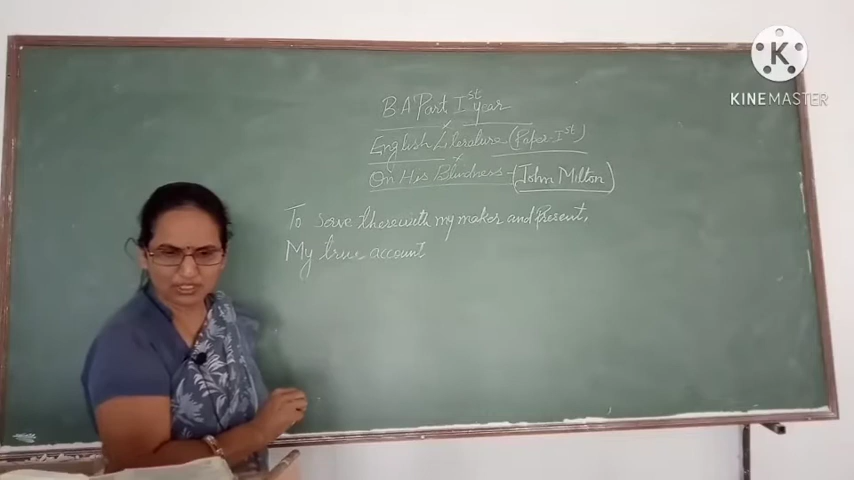 B.A Part Ist year
English Literature (Paper-Ist)
On His Blindness - (John Milton)
To serve therewith my maker and present,
My true account
K
KINEMASTER